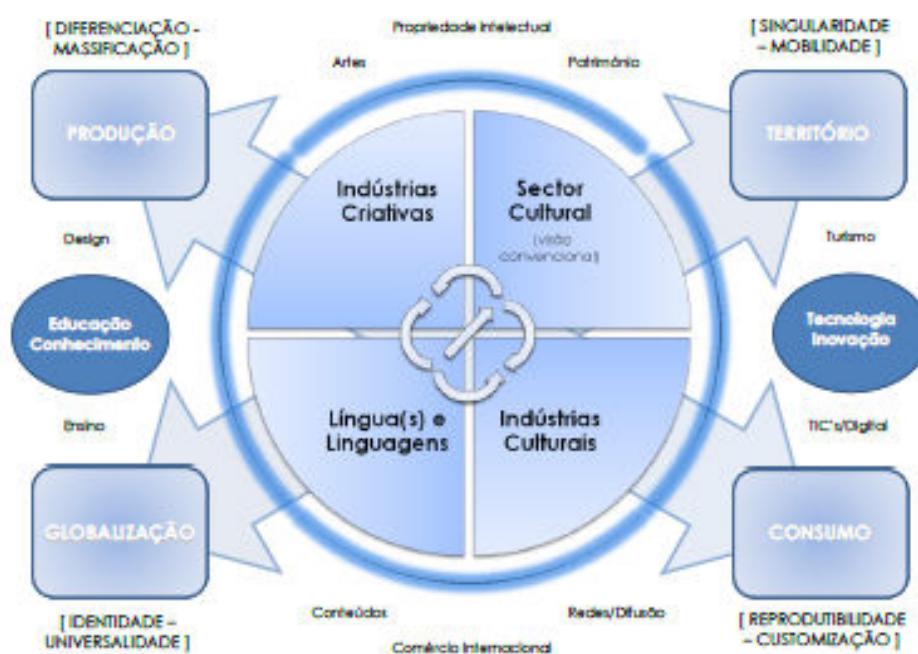 [ DIFERENCIAÇÃO -
MASSIFICAÇÃO ]
Propriedade Intelectual
[ SINGULARIDADE
– MOBILIDADE ]
Artes
Património
PRODUÇÃO
TERRITÓRIO
Indústrias
Criativas
Sector
Cultural
(visão
convencional)
Design
Turismo
Educação
Conhecimento
Tecnologia
Inovação
Ensino
TIC's/Digital
Língua(s) e
Linguagens
Indústrias
Culturais
GLOBALIZAÇÃO
CONSUMO
Conteúdos
Redes/Difusão
[ IDENTIDADE –
UNIVERSALIDADE ]
Comércio Internacional
[ REPRODUTIBILIDADE
– CUSTOMIZAÇÃO ]